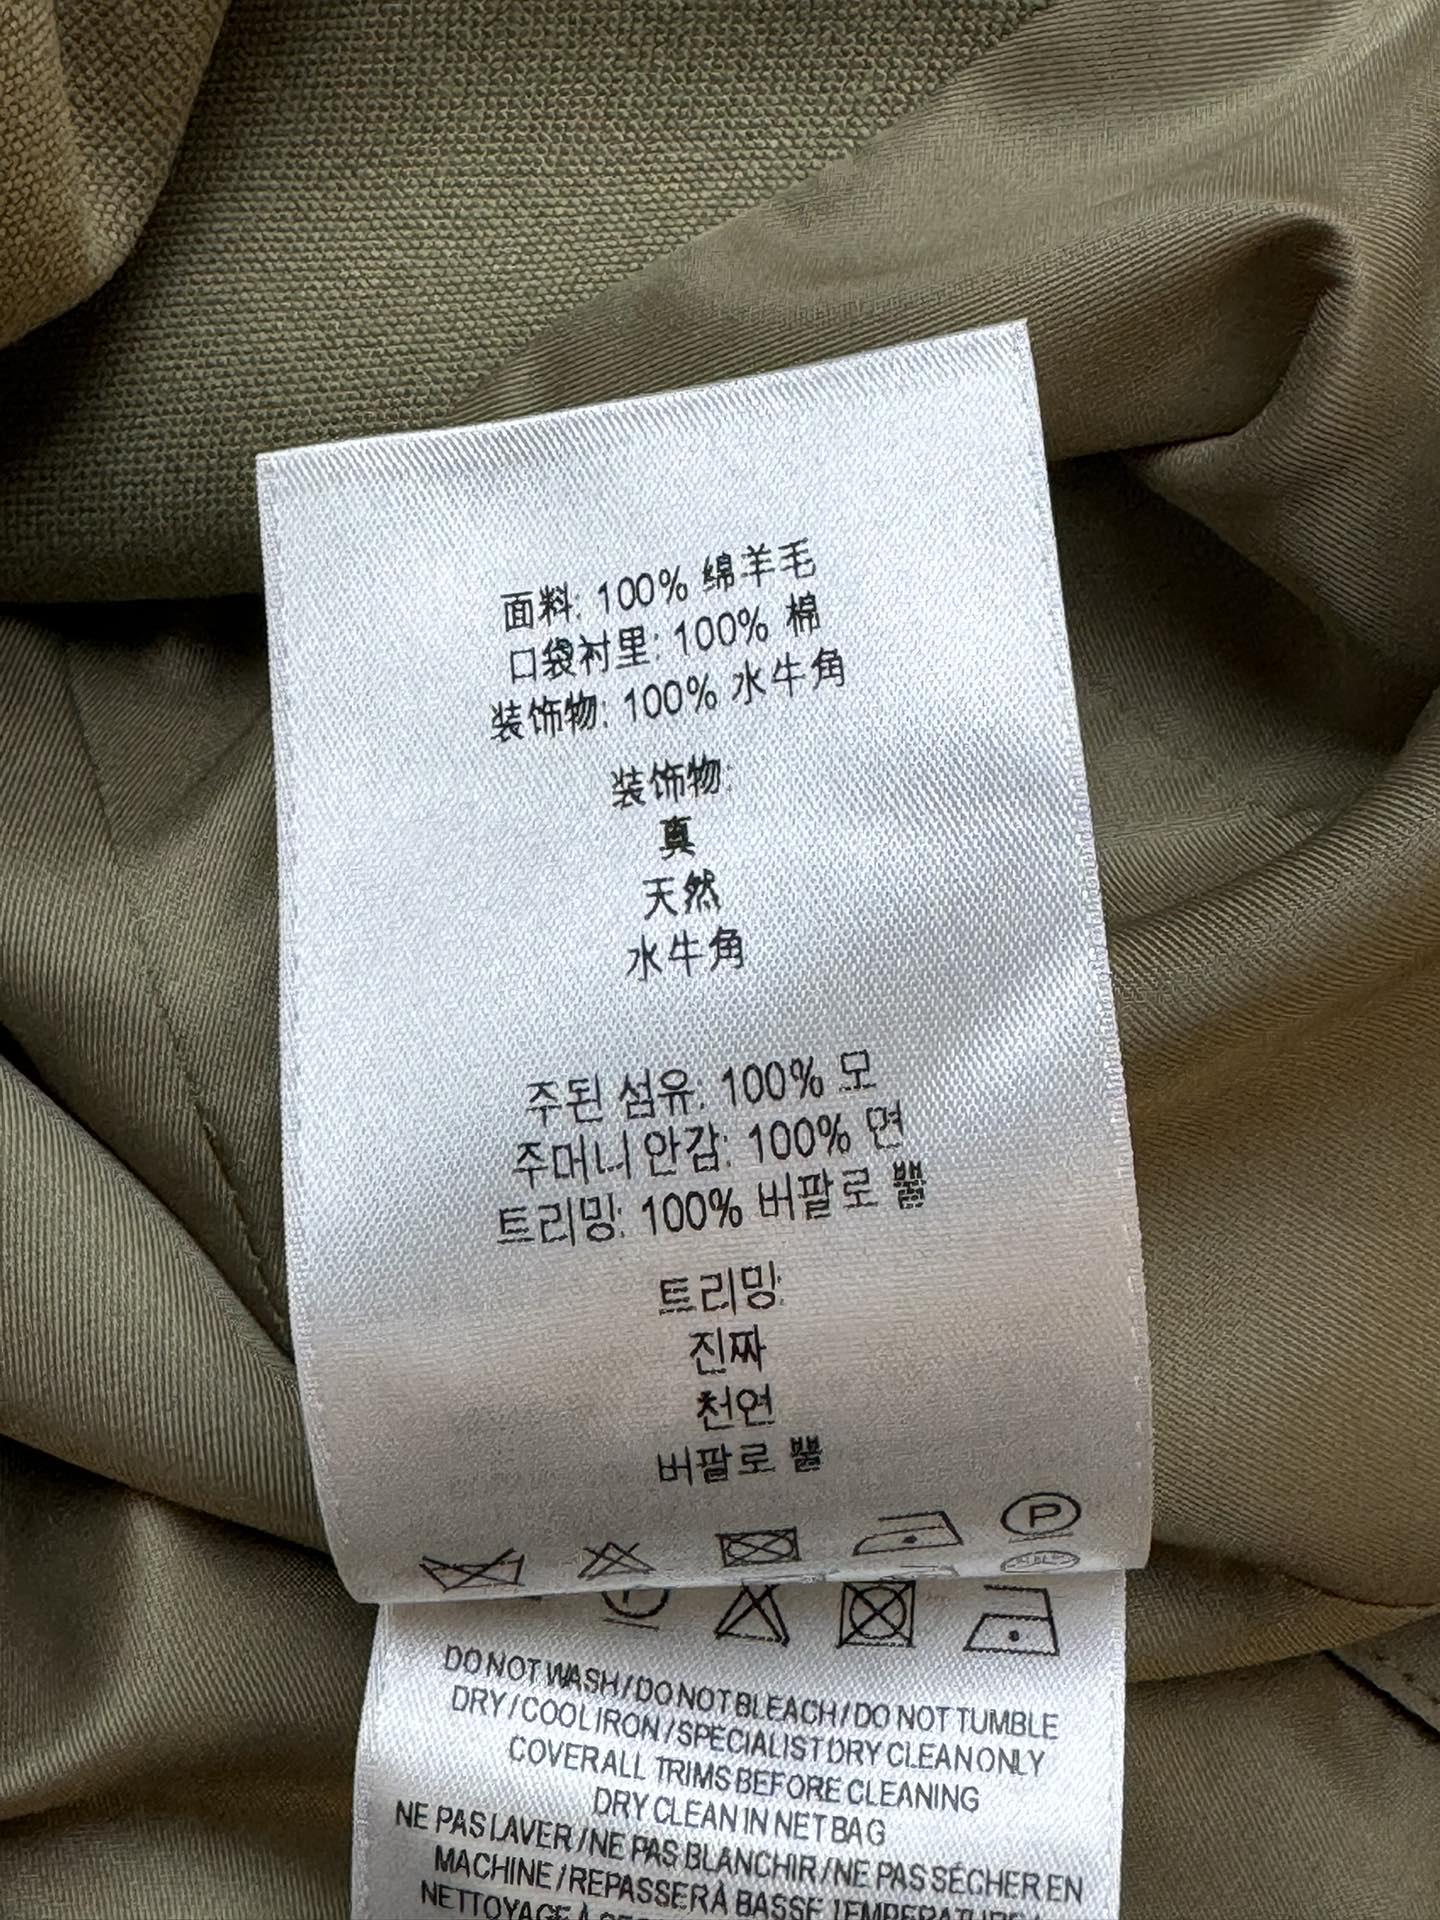 面料: 100% 绵羊毛
口袋衬里: 100% 棉
装饰物: 100% 水牛角
装饰物:
真
天然
水牛角
주된 섬유: 100% 모
주머니 안감: 100% 면
트리밍: 100% 버팔로 뿔
트리밍:
진짜
천연
버팔로 뿔
P
DO NOT WASH / DO NOT BLEACH / DO NOT TUMBLE
DRY / COOL IRON / SPECIALIST DRY CLEAN ONLY
COVER ALL TRIMS BEFORE CLEANING
DRY CLEAN IN NET BAG
NE PAS LAVER / NE PAS BLANCHIR / NE PAS SÉCHER EN
MACHINE / REPASSER À BASSE TEMPERATURE /
NETTOYAGE À